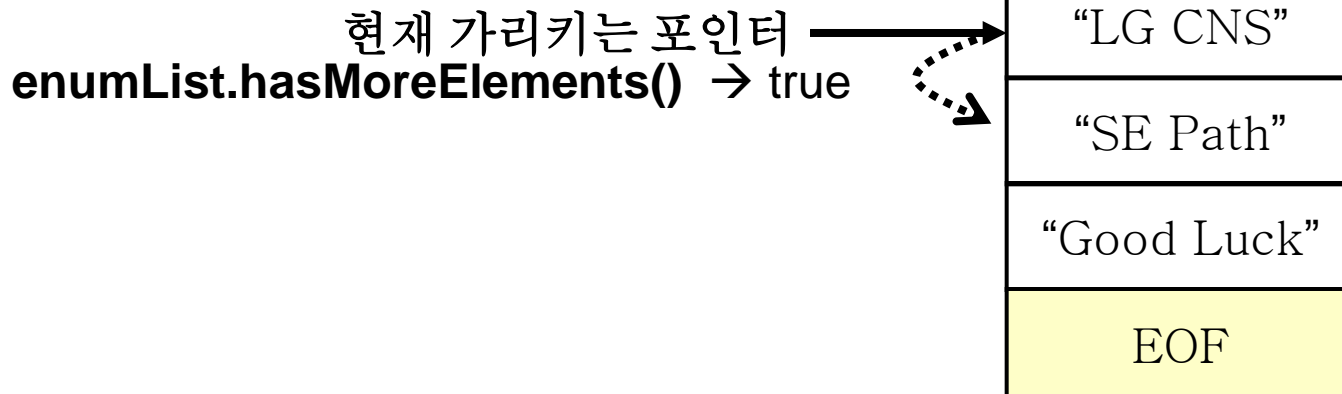 현재 가리키는 포인터
enumList.hasMoreElements() → true
“LG CNS”
“SE Path”
“Good Luck”
EOF